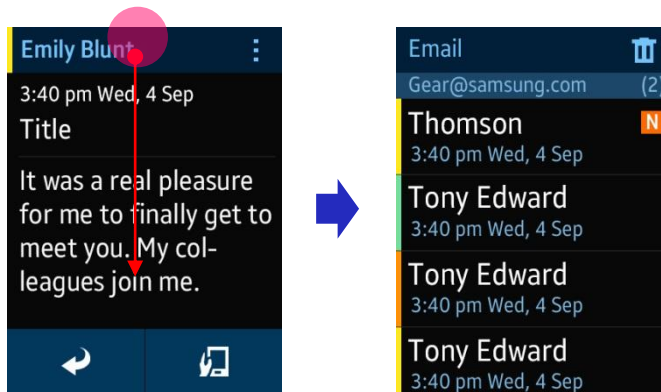 Emily Blunt
3:40 pm Wed, 4 Sep
Title
It was a real pleasure
for me to finally get to
meet you. My col-
leagues join me.
Email
Gear@samsung.com (2)
Thomson N
3:40 pm Wed, 4 Sep
Tony Edward
3:40 pm Wed, 4 Sep
Tony Edward
3:40 pm Wed, 4 Sep
Tony Edward
3:40 pm Wed, 4 Sep